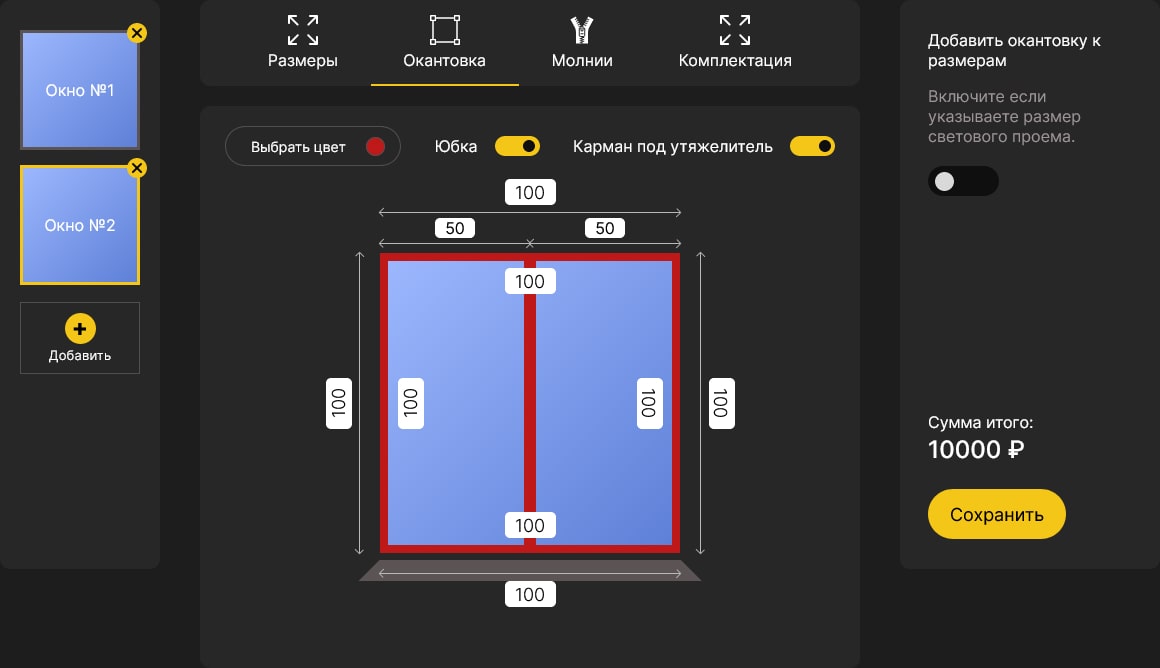 Окно №1
Окно №2
Добавить
Размеры
Окантовка
Молнии
Комплектация
Выбрать цвет
Юбка
Карман под утяжелитель
100
50
50
100
100
100
100
100
100
100
Добавить окантовку к
размерам
Включите если
указываете размер
светового проема.
Сумма итого:
10000 ₽
Сохранить